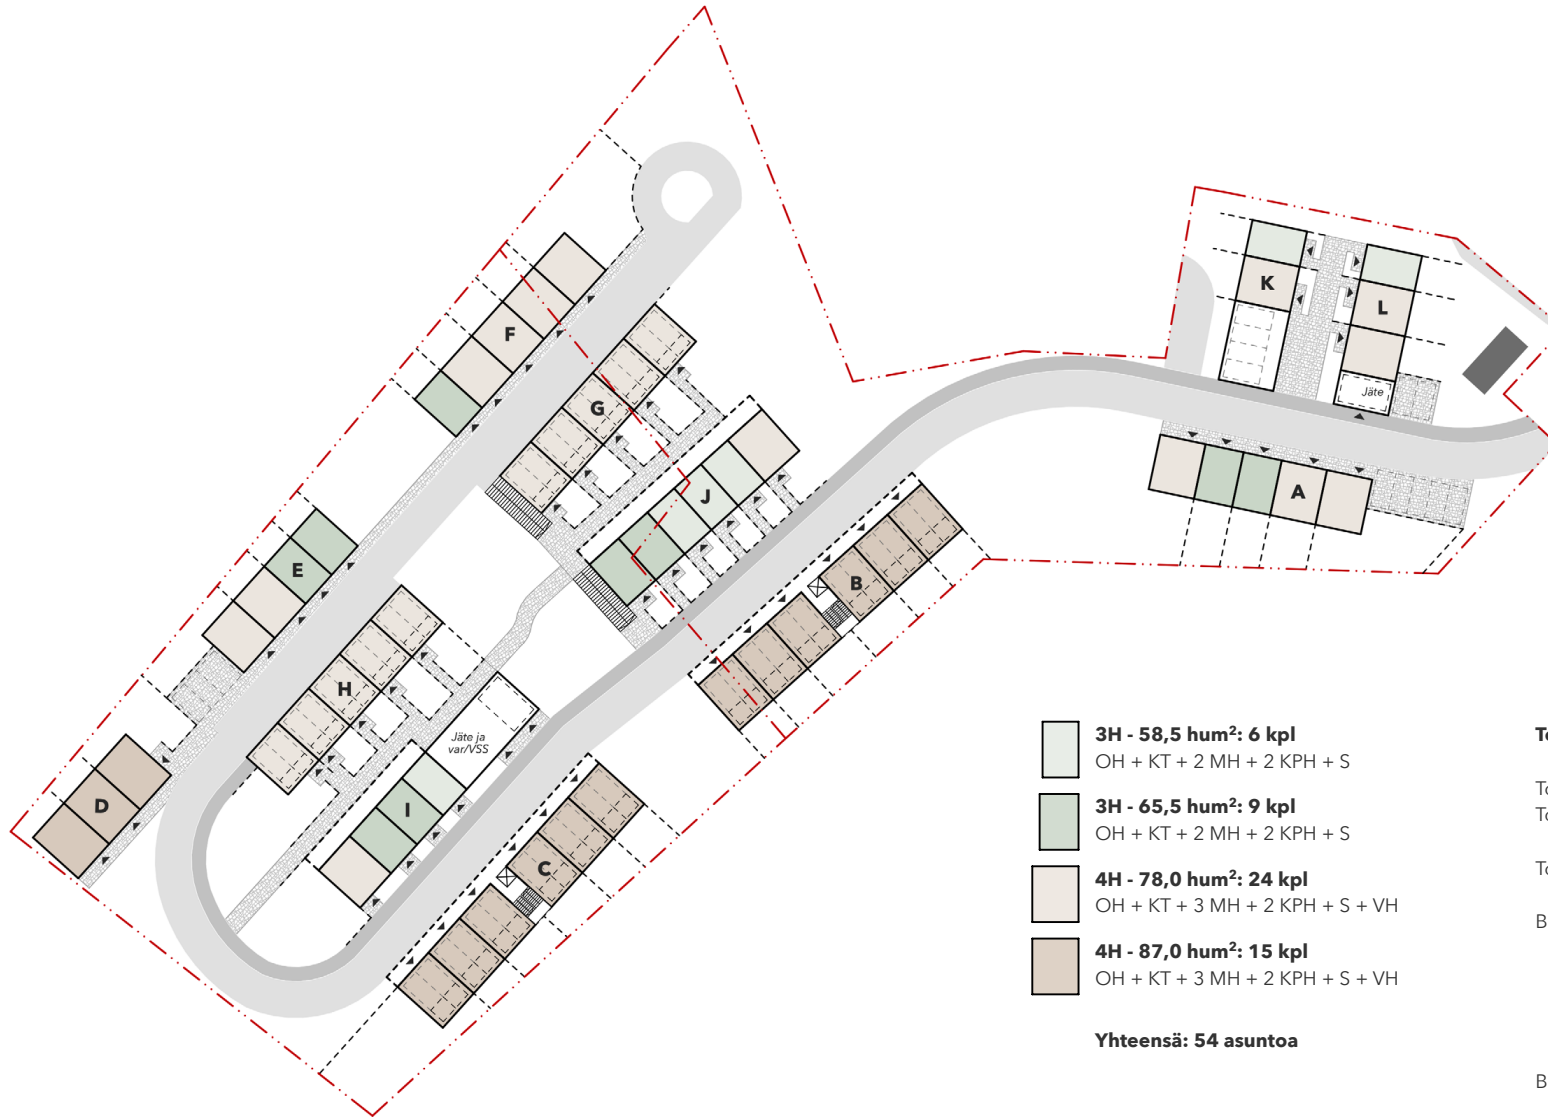 F
G
E
J
H
D
I
Jäte ja
var/VSS
C
B
K
L
Jäte
A
3H - 58,5 hum²: 6 kpl
OH + KT + 2 MH + 2 KPH + S
3H - 65,5 hum²: 9 kpl
OH + KT + 2 MH + 2 KPH + S
4H - 78,0 hum²: 24 kpl
OH + KT + 3 MH + 2 KPH + S + VH
4H - 87,0 hum²: 15 kpl
OH + KT + 3 MH + 2 KPH + S + VH
Yhteensä: 54 asuntoa
B
B